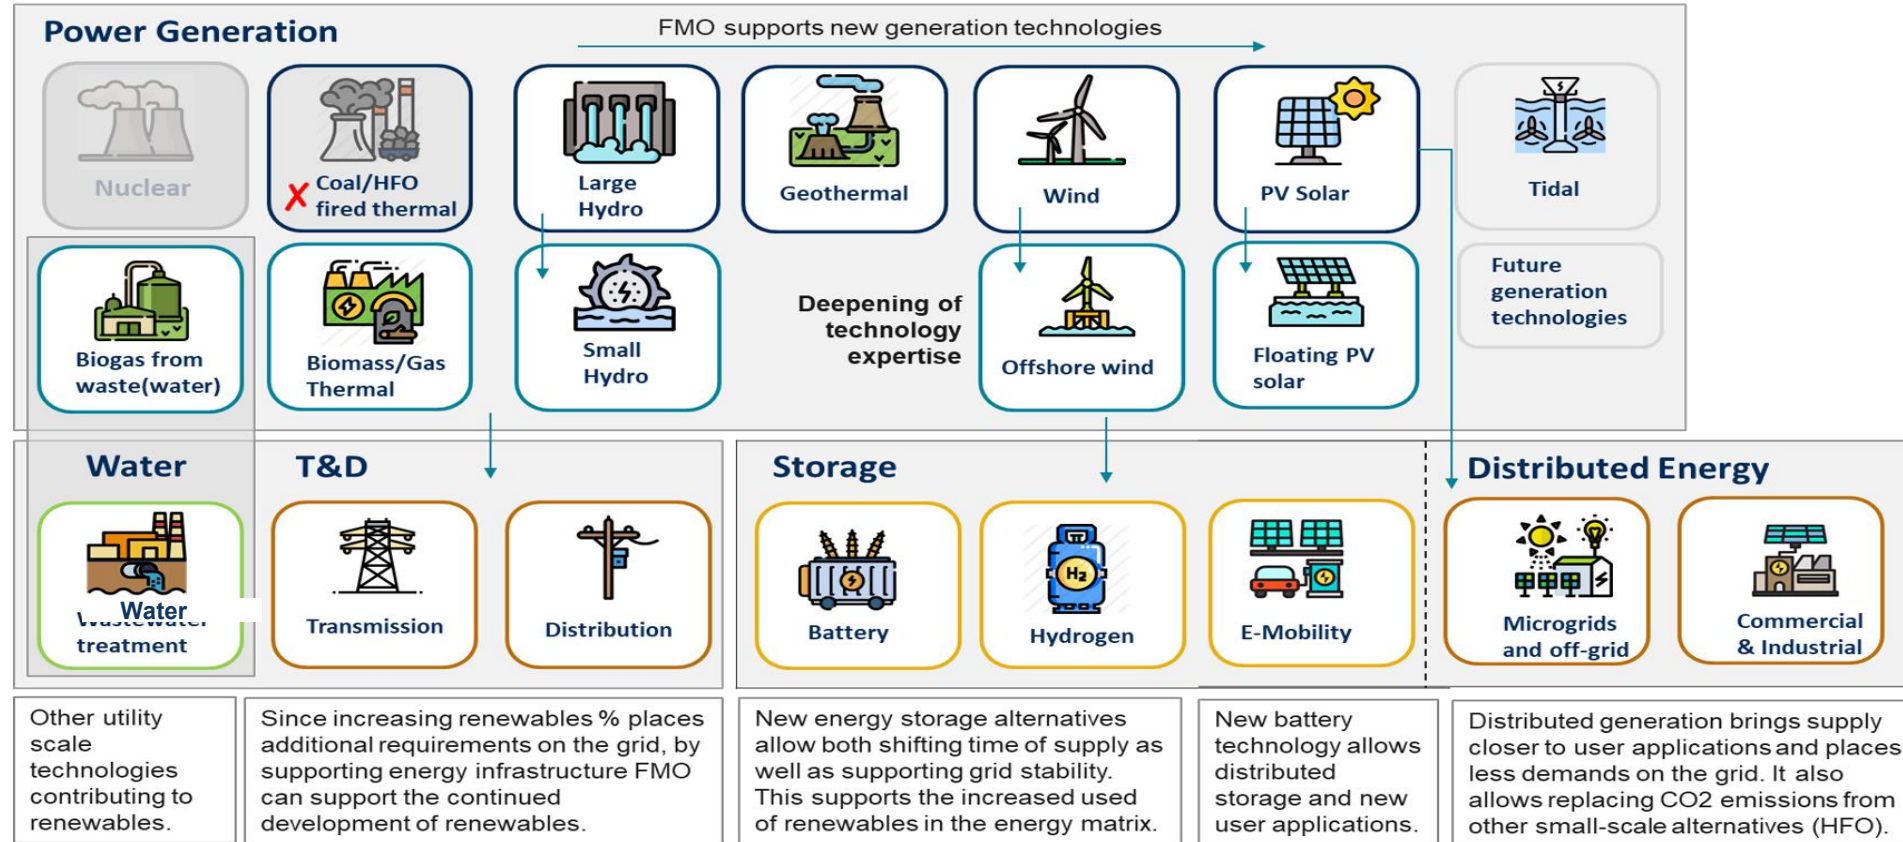 Power Generation
FMO supports new generation technologies
Nuclear
Coal/HFO
fired thermal
Large
Hydro
Geothermal
Wind
PV Solar
Tidal
Biogas from
waste(water)
Biomass/Gas
Thermal
Small
Hydro
Deepening of
technology
expertise
Offshore wind
Floating PV
solar
Future
generation
technologies
Water
Water
treatment
T&D
Transmission
Distribution
Storage
Battery
H2
Hydrogen
E-Mobility
Distributed Energy
Microgrids
and off-grid
Commercial
& Industrial
Other utility
scale
technologies
contributing to
renewables.
Since increasing renewables % places
additional requirements on the grid, by
supporting energy infrastructure FMO
can support the continued
development of renewables.
New energy storage alternatives
allow both shifting time of supply as
well as supporting grid stability.
This supports the increased used
of renewables in the energy matrix.
New battery
technology allows
distributed
storage and new
user applications.
Distributed generation brings supply
closer to user applications and places
less demands on the grid. It also
allows replacing CO2 emissions from
other small-scale alternatives (HFO).